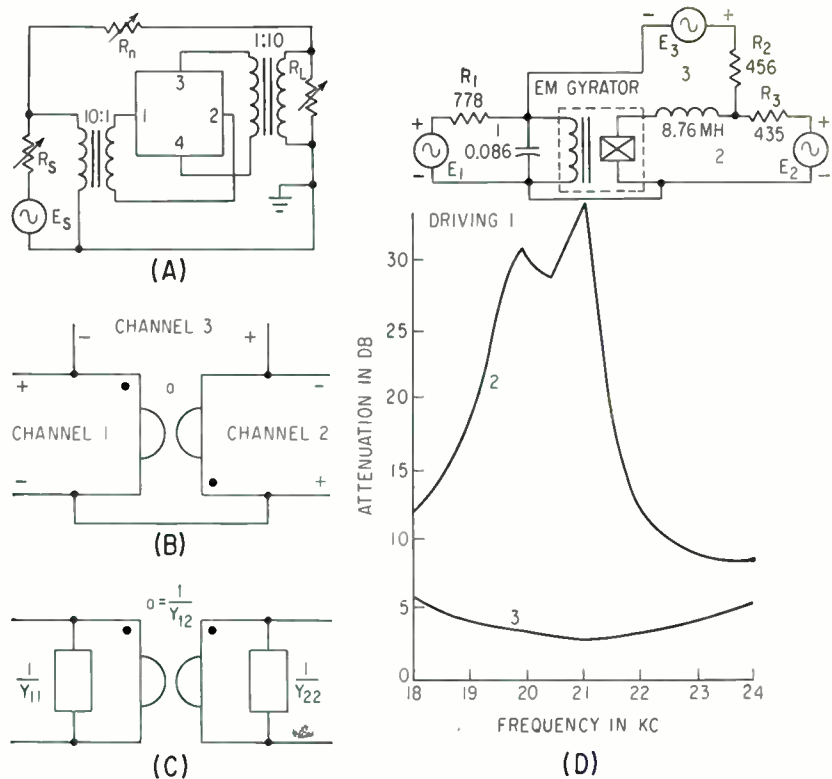 Rn
1:10
3
RL
10:1
1
2
4
RS
ES
(A)
CHANNEL 3
-
+
+
a
-
CHANNEL 1
CHANNEL 2
-
+
(B)
a = 1/Y12
1/Y11
1/Y22
(C)
-
+
E3
R2
456
3
R1
778
EM GYRATOR
R3
435
1
0.086
8.76 MH
2
+
E1
-
+
E2
-
DRIVING 1
ATTENUATION IN DB
30
25
20
15
10
5
0
2
3
18
19
20
21
22
23
24
FREQUENCY IN KC
(D)